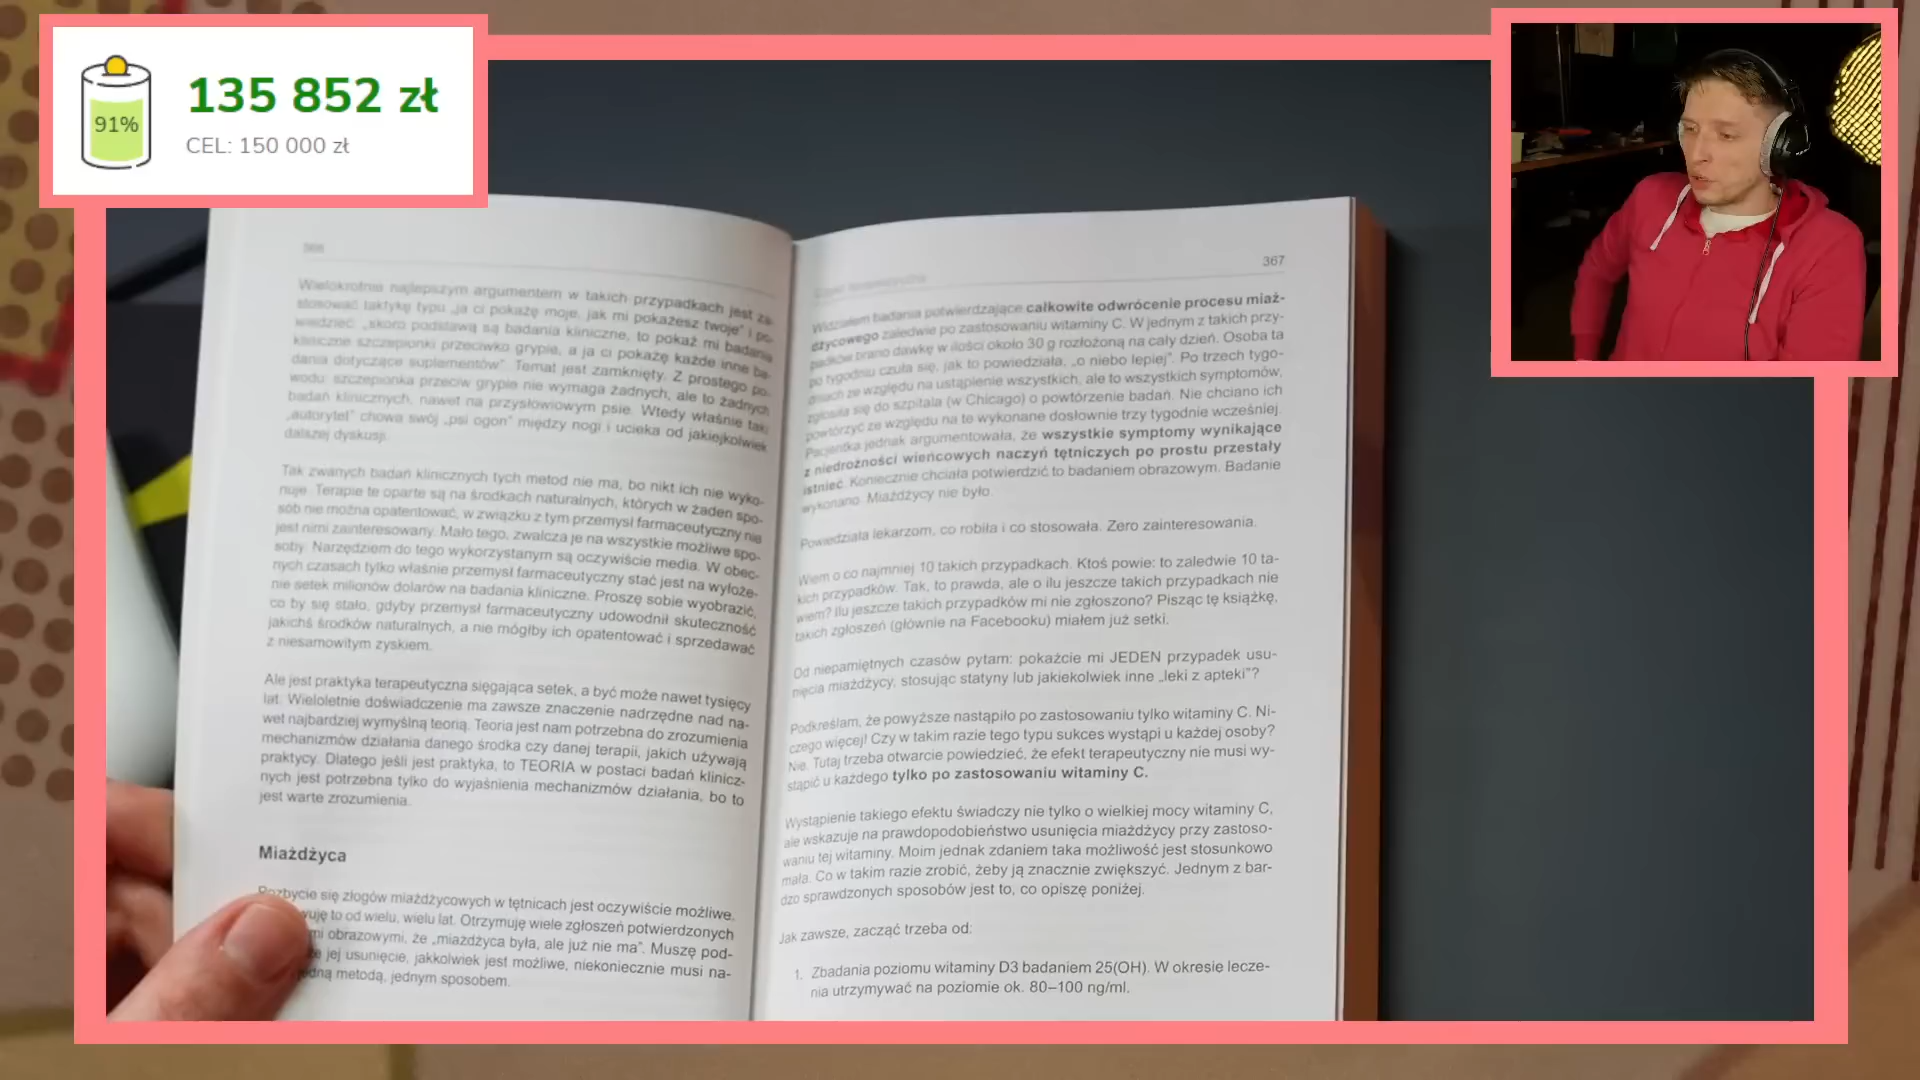 135 852 zł
91%
CEL: 150 000 zł
366
Wielokrotnie najlepszym argumentem w takich przypadkach jest za-
stosować taktykę typu „ja ci pokażę moje, jak mi pokażesz twoje” i po-
wiedzieć: „skoro podstawą są badania kliniczne, to pokaż mi badania
kliniczne szczepionki przeciwko grypie, a ja ci pokażę każde inne ba-
dania dotyczące suplementów”. Temat jest zamknięty. Z prostego po-
wodu: szczepionka przeciw grypie nie wymaga żadnych, ale to żadnych
badań klinicznych, nawet na przysłowiowym psie. Wtedy właśnie taki
„autorytet” chowa swój „psi ogon” między nogi i ucieka od jakiejkolwiek
dalszej dyskusji.
Tak zwanych badań klinicznych tych metod nie ma, bo nikt ich nie wyko-
nuje. Terapie te oparte są na środkach naturalnych, których w żaden spo-
sób nie można opatentować, w związku z tym przemysł farmaceutyczny nie
jest nimi zainteresowany. Mało tego, zwalcza je na wszystkie możliwe spo-
soby. Narzędziem do tego wykorzystanym są oczywiście media. W obec-
nych czasach tylko właśnie przemysł farmaceutyczny stać jest na wyłoże-
nie setek milionów dolarów na badania kliniczne. Proszę sobie wyobrazić,
co by się stało, gdyby przemysł farmaceutyczny udowodnił skuteczność
jakichś środków naturalnych, a nie mógłby ich opatentować i sprzedawać
z niesamowitym zyskiem.
Ale jest praktyka terapeutyczna sięgająca setek, a być może nawet tysięcy
lat. Wieloletnie doświadczenie ma zawsze znaczenie nadrzędne nad na-
wet najbardziej wymyślną teorią. Teoria jest nam potrzebna do zrozumienia
mechanizmów działania danego środka czy danej terapii, jakich używają
praktycy. Dlatego jeśli jest praktyka, to TEORIA w postaci badań klinicz-
nych jest potrzebna tylko do wyjaśnienia mechanizmów działania, bo to
jest warte zrozumienia.
Miażdżyca
Pozbycie się złogów miażdżycowych w tętnicach jest oczywiście możliwe.
to od wielu, wielu lat. Otrzymuję wiele zgłoszeń potwierdzonych
obrazowymi, że „miażdżyca była, ale już nie ma”. Muszę pod-
jej usunięcie, jakkolwiek jest możliwe, niekoniecznie musi na-
metodą, jednym sposobem.
367
Widziałem badania potwierdzające całkowite odwrócenie procesu miaż-
dżycowego zaledwie po zastosowaniu witaminy C. W jednym z takich przy-
padków brano dawkę w ilości około 30 g rozłożoną na cały dzień. Osoba ta
po tygodniu czuła się, jak to powiedziała, „o niebo lepiej”. Po trzech tygo-
dniach ze względu na ustąpienie wszystkich, ale to wszystkich symptomów,
zgłosiła się do szpitala (w Chicago) o powtórzenie badań. Nie chciano ich
powtórzyć ze względu na te wykonane dosłownie trzy tygodnie wcześniej.
Pacjentka jednak argumentowała, że wszystkie symptomy wynikające
z niedrożności wieńcowych naczyń tętniczych po prostu przestały
istnieć. Koniecznie chciała potwierdzić to badaniem obrazowym. Badanie
wykonano. Miażdżycy nie było.
Powiedziała lekarzom, co robiła i co stosowała. Zero zainteresowania.
Wiem o co najmniej 10 takich przypadkach. Ktoś powie: to zaledwie 10 ta-
kich przypadków. Tak, to prawda, ale o ilu jeszcze takich przypadkach nie
wiem? Ilu jeszcze takich przypadków mi nie zgłoszono? Pisząc tę książkę,
takich zgłoszeń (głównie na Facebooku) miałem już setki.
Od niepamiętnych czasów pytam: pokażcie mi JEDEN przypadek usu-
nięcia miażdżycy, stosując statyny lub jakiekolwiek inne „leki z apteki”?
Podkreślam, że powyższe nastąpiło po zastosowaniu tylko witaminy C. Ni-
czego więcej! Czy w takim razie tego typu sukces wystąpi u każdej osoby?
Nie. Tutaj trzeba otwarcie powiedzieć, że efekt terapeutyczny nie musi wy-
stąpić u każdego tylko po zastosowaniu witaminy C.
Wystąpienie takiego efektu świadczy nie tylko o wielkiej mocy witaminy C,
ale wskazuje na prawdopodobieństwo usunięcia miażdżycy przy zastoso-
waniu tej witaminy. Moim jednak zdaniem taka możliwość jest stosunkowo
mała. Co w takim razie zrobić, żeby ją znacznie zwiększyć. Jednym z bar-
dzo sprawdzonych sposobów jest to, co opiszę poniżej.
Jak zawsze, zacząć trzeba od:
1. Zbadania poziomu witaminy D3 badaniem 25(OH). W okresie lecze-
nia utrzymywać na poziomie ok. 80–100 ng/ml.